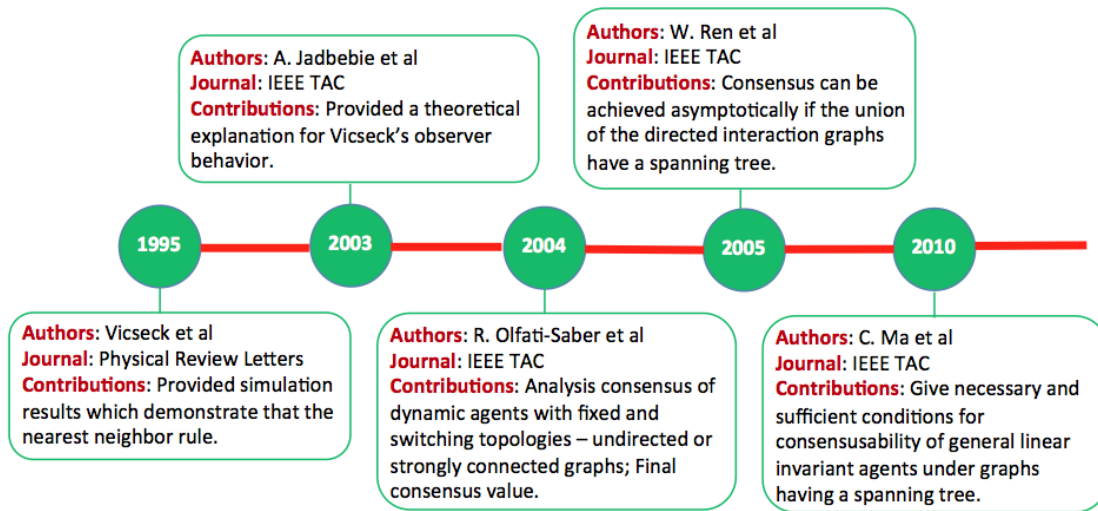 Authors: A. Jadbebie et al
Journal: IEEE TAC
Contributions: Provided a theoretical
explanation for Vicseck's observer
behavior.
Authors: W. Ren et al
Journal: IEEE TAC
Contributions: Consensus can be
achieved asymptotically if the union
of the directed interaction graphs
have a spanning tree.
1995
2003
2004
2005
2010
Authors: Vicseck et al
Journal: Physical Review Letters
Contributions: Provided simulation
results which demonstrate that the
nearest neighbor rule.
Authors: R. Olfati-Saber et al
Journal: IEEE TAC
Contributions: Analysis consensus of
dynamic agents with fixed and
switching topologies – undirected or
strongly connected graphs; Final
consensus value.
Authors: C. Ma et al
Journal: IEEE TAC
Contributions: Give necessary and
sufficient conditions for
consensusability of general linear
invariant agents under graphs
having a spanning tree.